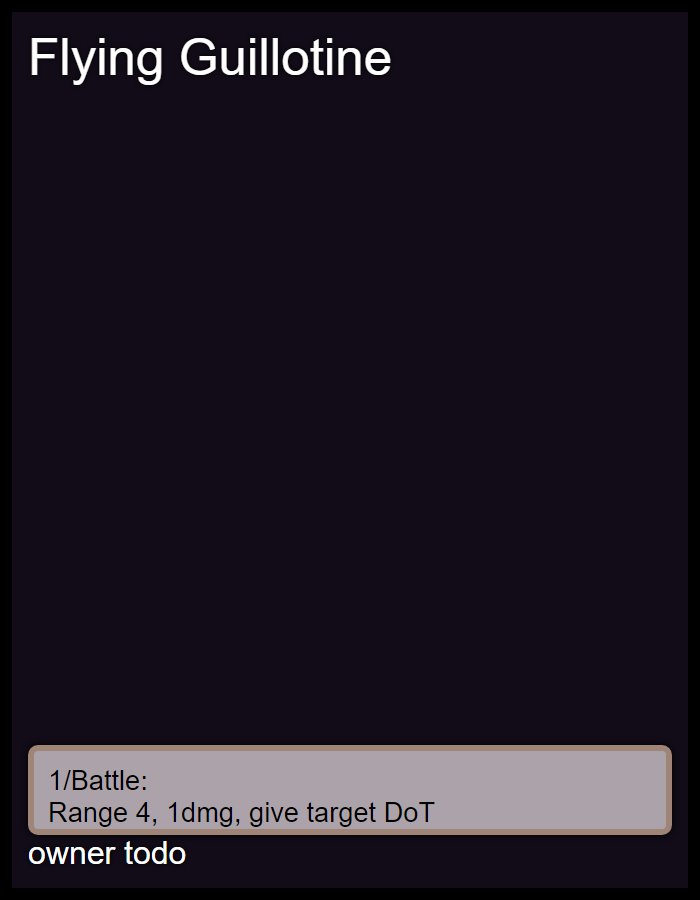 Flying Guillotine
1/Battle:
Range 4, 1dmg, give target DoT
owner todo